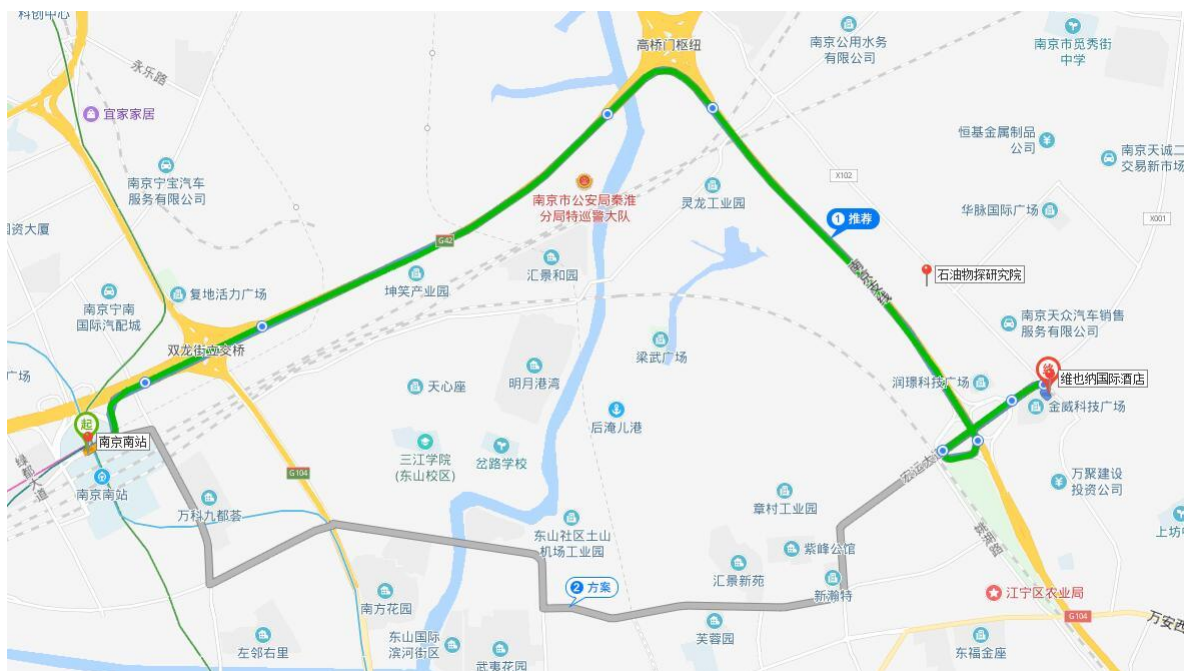 科创中心
永乐路
宜家家居
高桥门枢纽
南京公用水务
有限公司
南京市觅秀街
中学
恒基金属制品
公司
南京天诚二
交易新市场
南京宁宝汽车
服务有限公司
南京市公安局秦淮
分局特巡警大队
灵龙工业园
X102
华脉国际广场
X001
资大厦
1 推荐
G42
汇景和园
坤笑产业园
石油物探研究院
复地活力广场
南京宁南
国际汽配城
南京天众汽车销售
服务有限公司
双龙街立交桥
梁武广场
广场
天心座
明月港湾
润璟科技广场
终
维也纳国际酒店
金威科技广场
后淹儿港
起
南京南站
绿都大道
三江学院
(东山校区)
岔路学校
G104
南京南站
万科九都荟
章村工业园
万聚建设
投资公司
上坊中
东山社区土山
机场工业园
紫峰公馆
汇景新苑
2 方案
新瀚特
江宁区农业局
南方花园
G104
万安西
芙蓉园
左邻右里
东山国际
滨河街区
武夷花园
东福金座